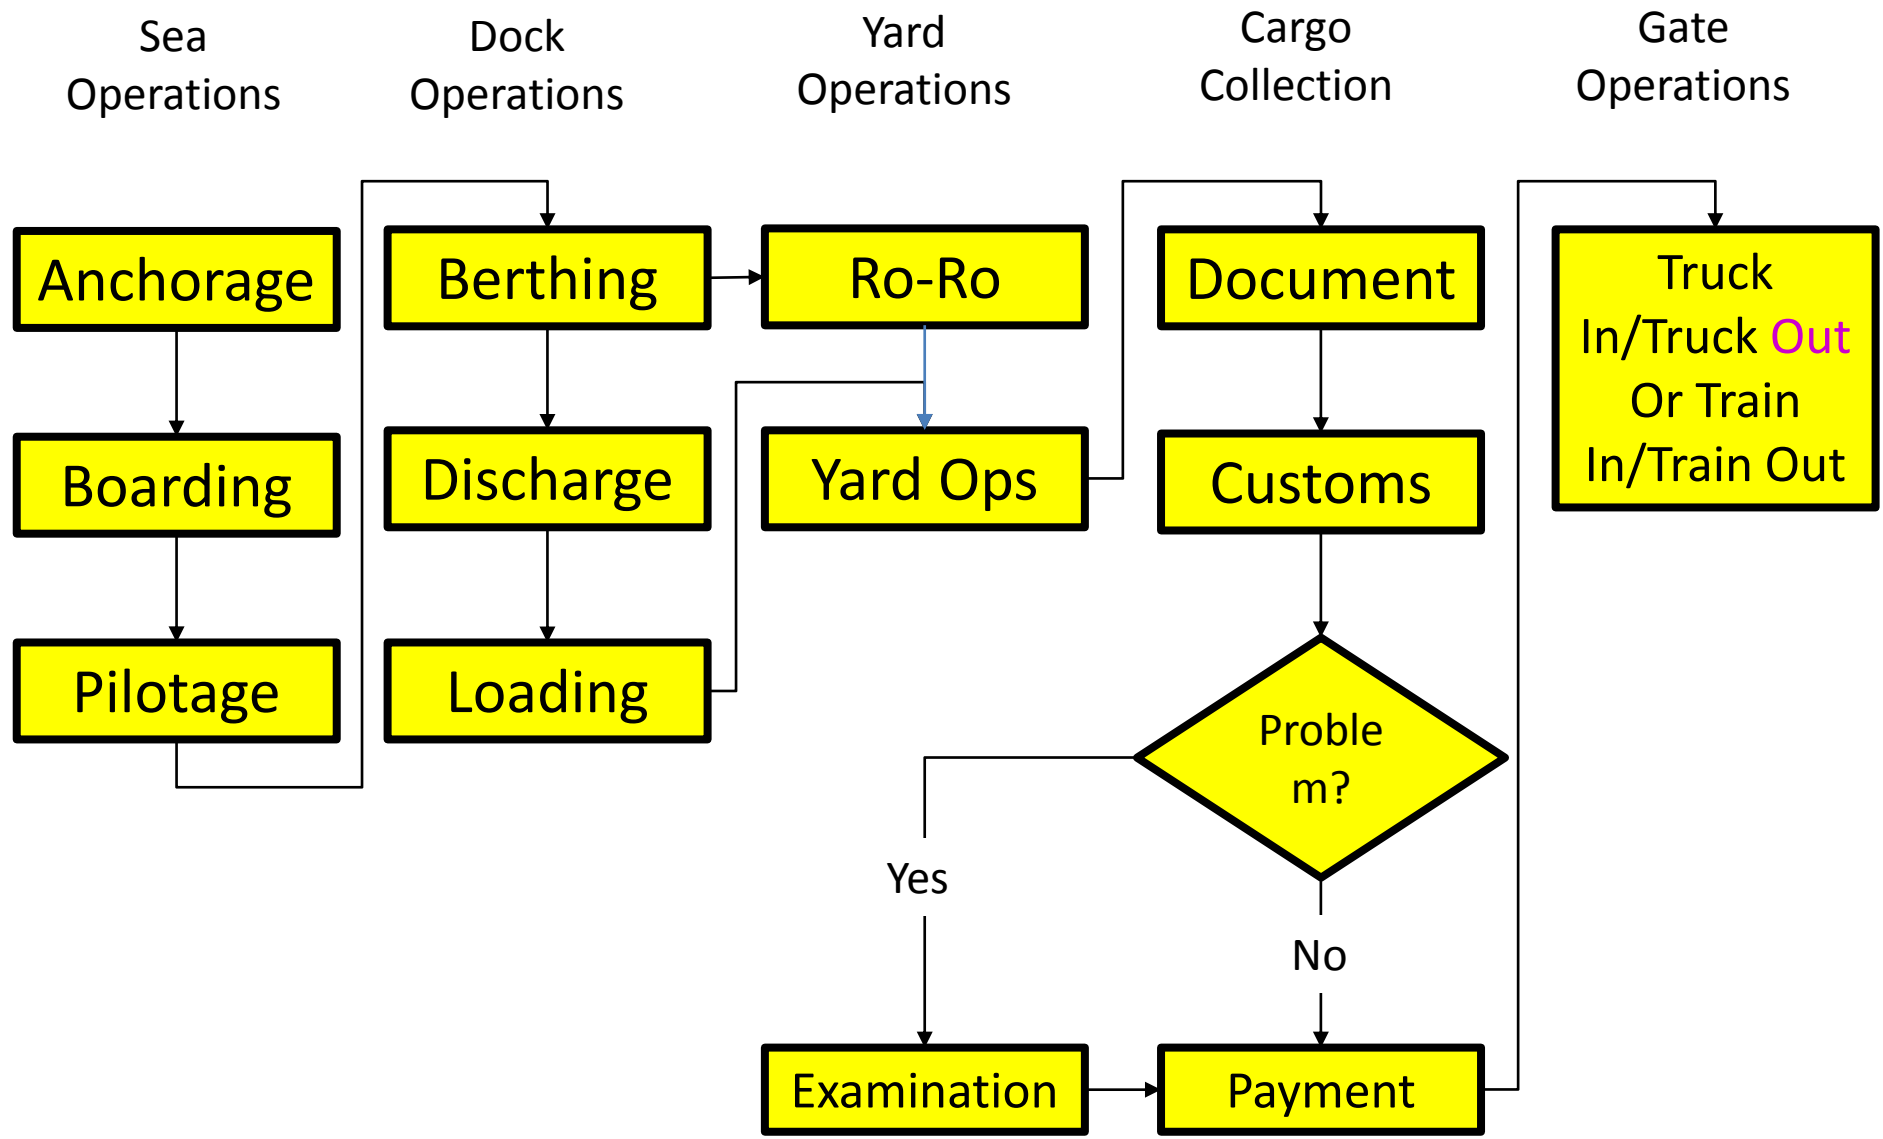 Sea
Operations
Dock
Operations
Yard
Operations
Cargo
Collection
Gate
Operations
Anchorage
Boarding
Pilotage
Berthing
Discharge
Loading
Ro-Ro
Yard Ops
Document
Customs
Proble
m?
Yes
No
Examination
Payment
Truck
In/Truck Out
Or Train
In/Train Out